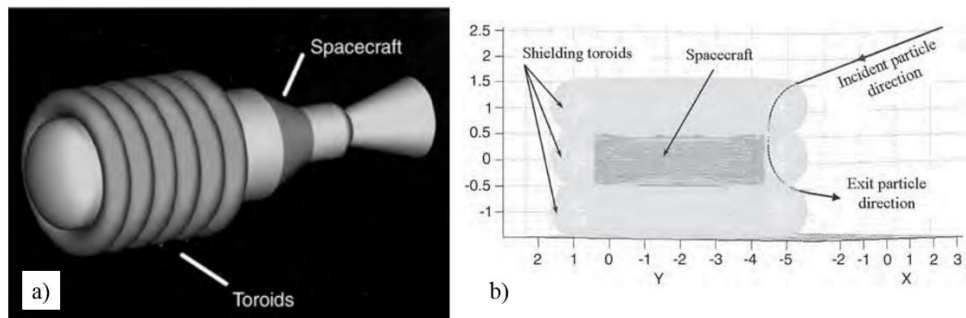 Spacecraft
Toroids
a)
2.5
2
1.5
1
0.5
0
-0.5
-1
Shielding toroids
Spacecraft
Incident particle
direction
Exit particle
direction
2 1 0 -1 -2 -3 -4 -5 -2 -1 0 1 2 3
Y X
b)